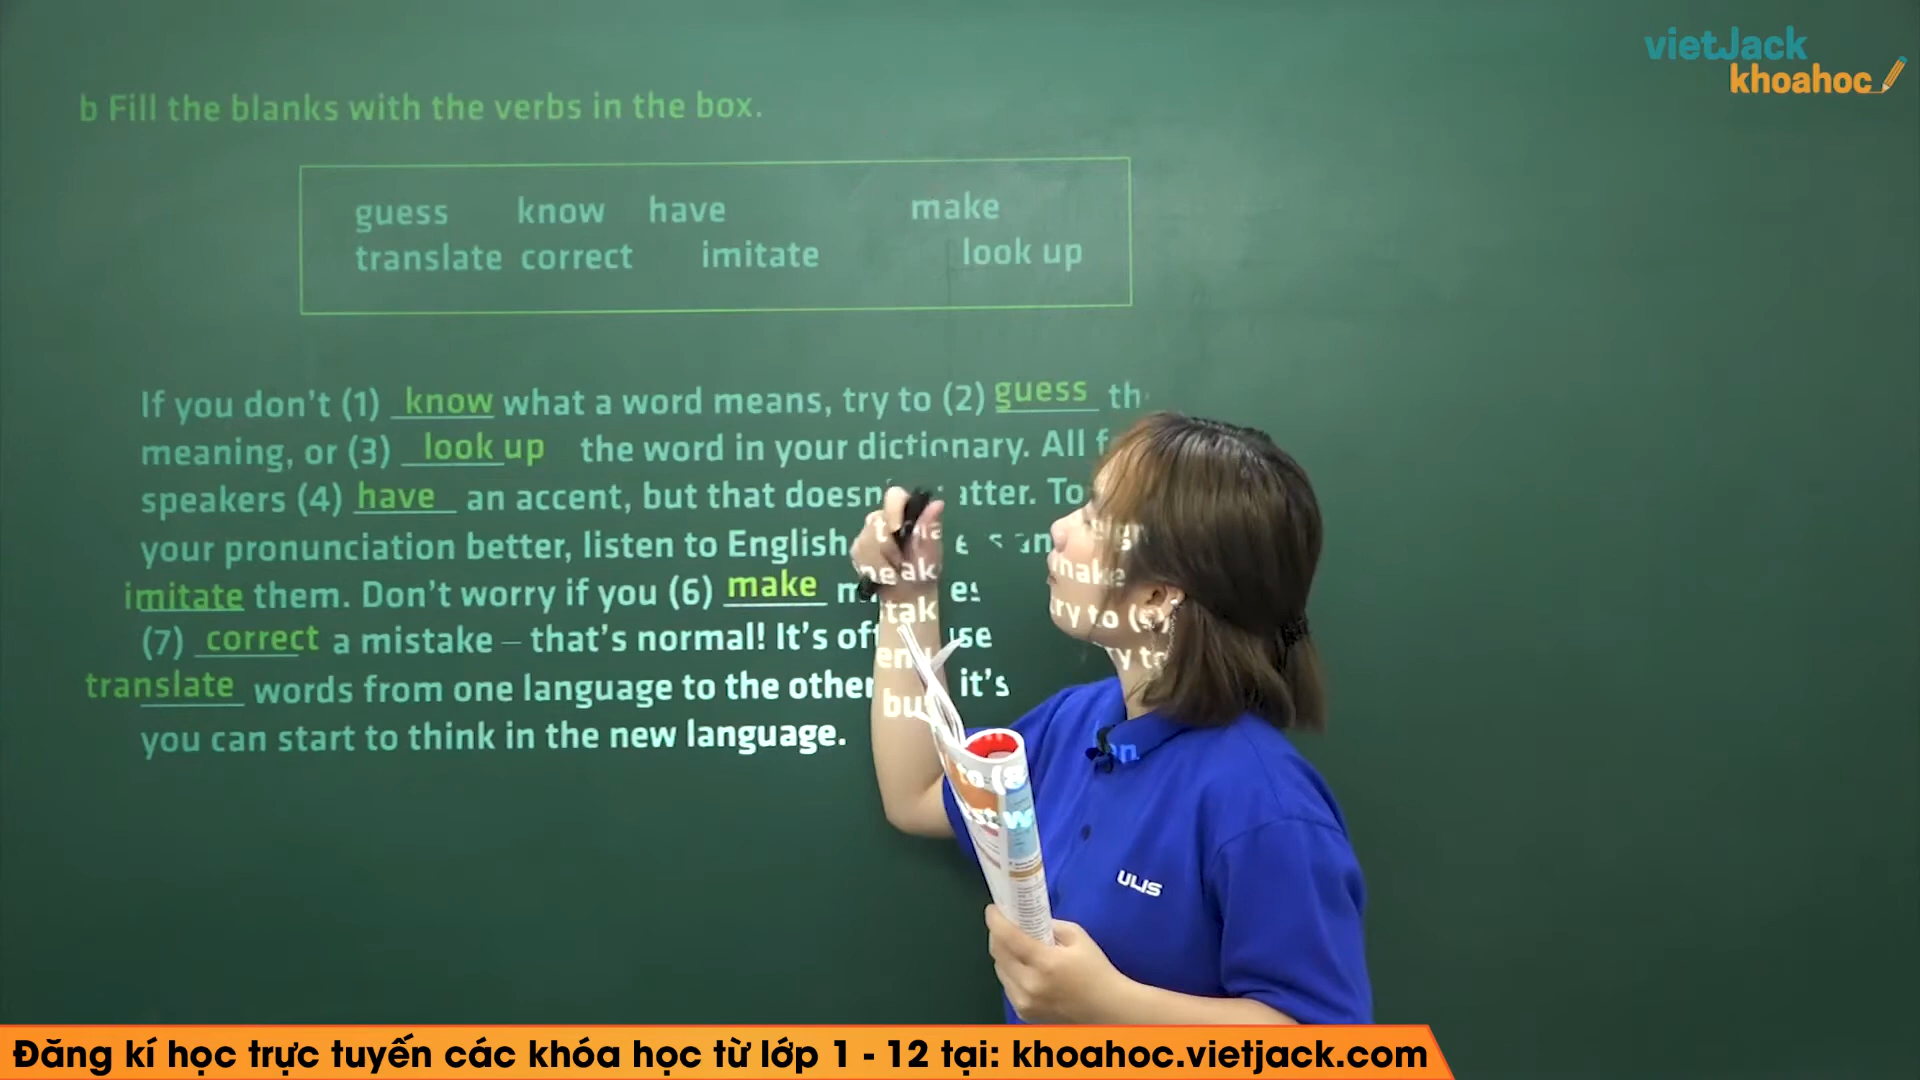 vietJack
khoahoc
b Fill the blanks with the verbs in the box.
guess know have make
translate correct imitate look up
If you don't (1) know what a word means, try to (2) guess
meaning, or (3) look up the word in your dictionary. All
speakers (4) have an accent, but that doesn't To
your pronunciation better, listen to English
imitate them. Don't worry if you (6) make
(7) correct a mistake – that's normal! It's
translate words from one language to the other it's
you can start to think in the new language.
ULIS
Đăng kí học trực tuyến các khóa học từ lớp 1 - 12 tại: khoahoc.vietjack.com